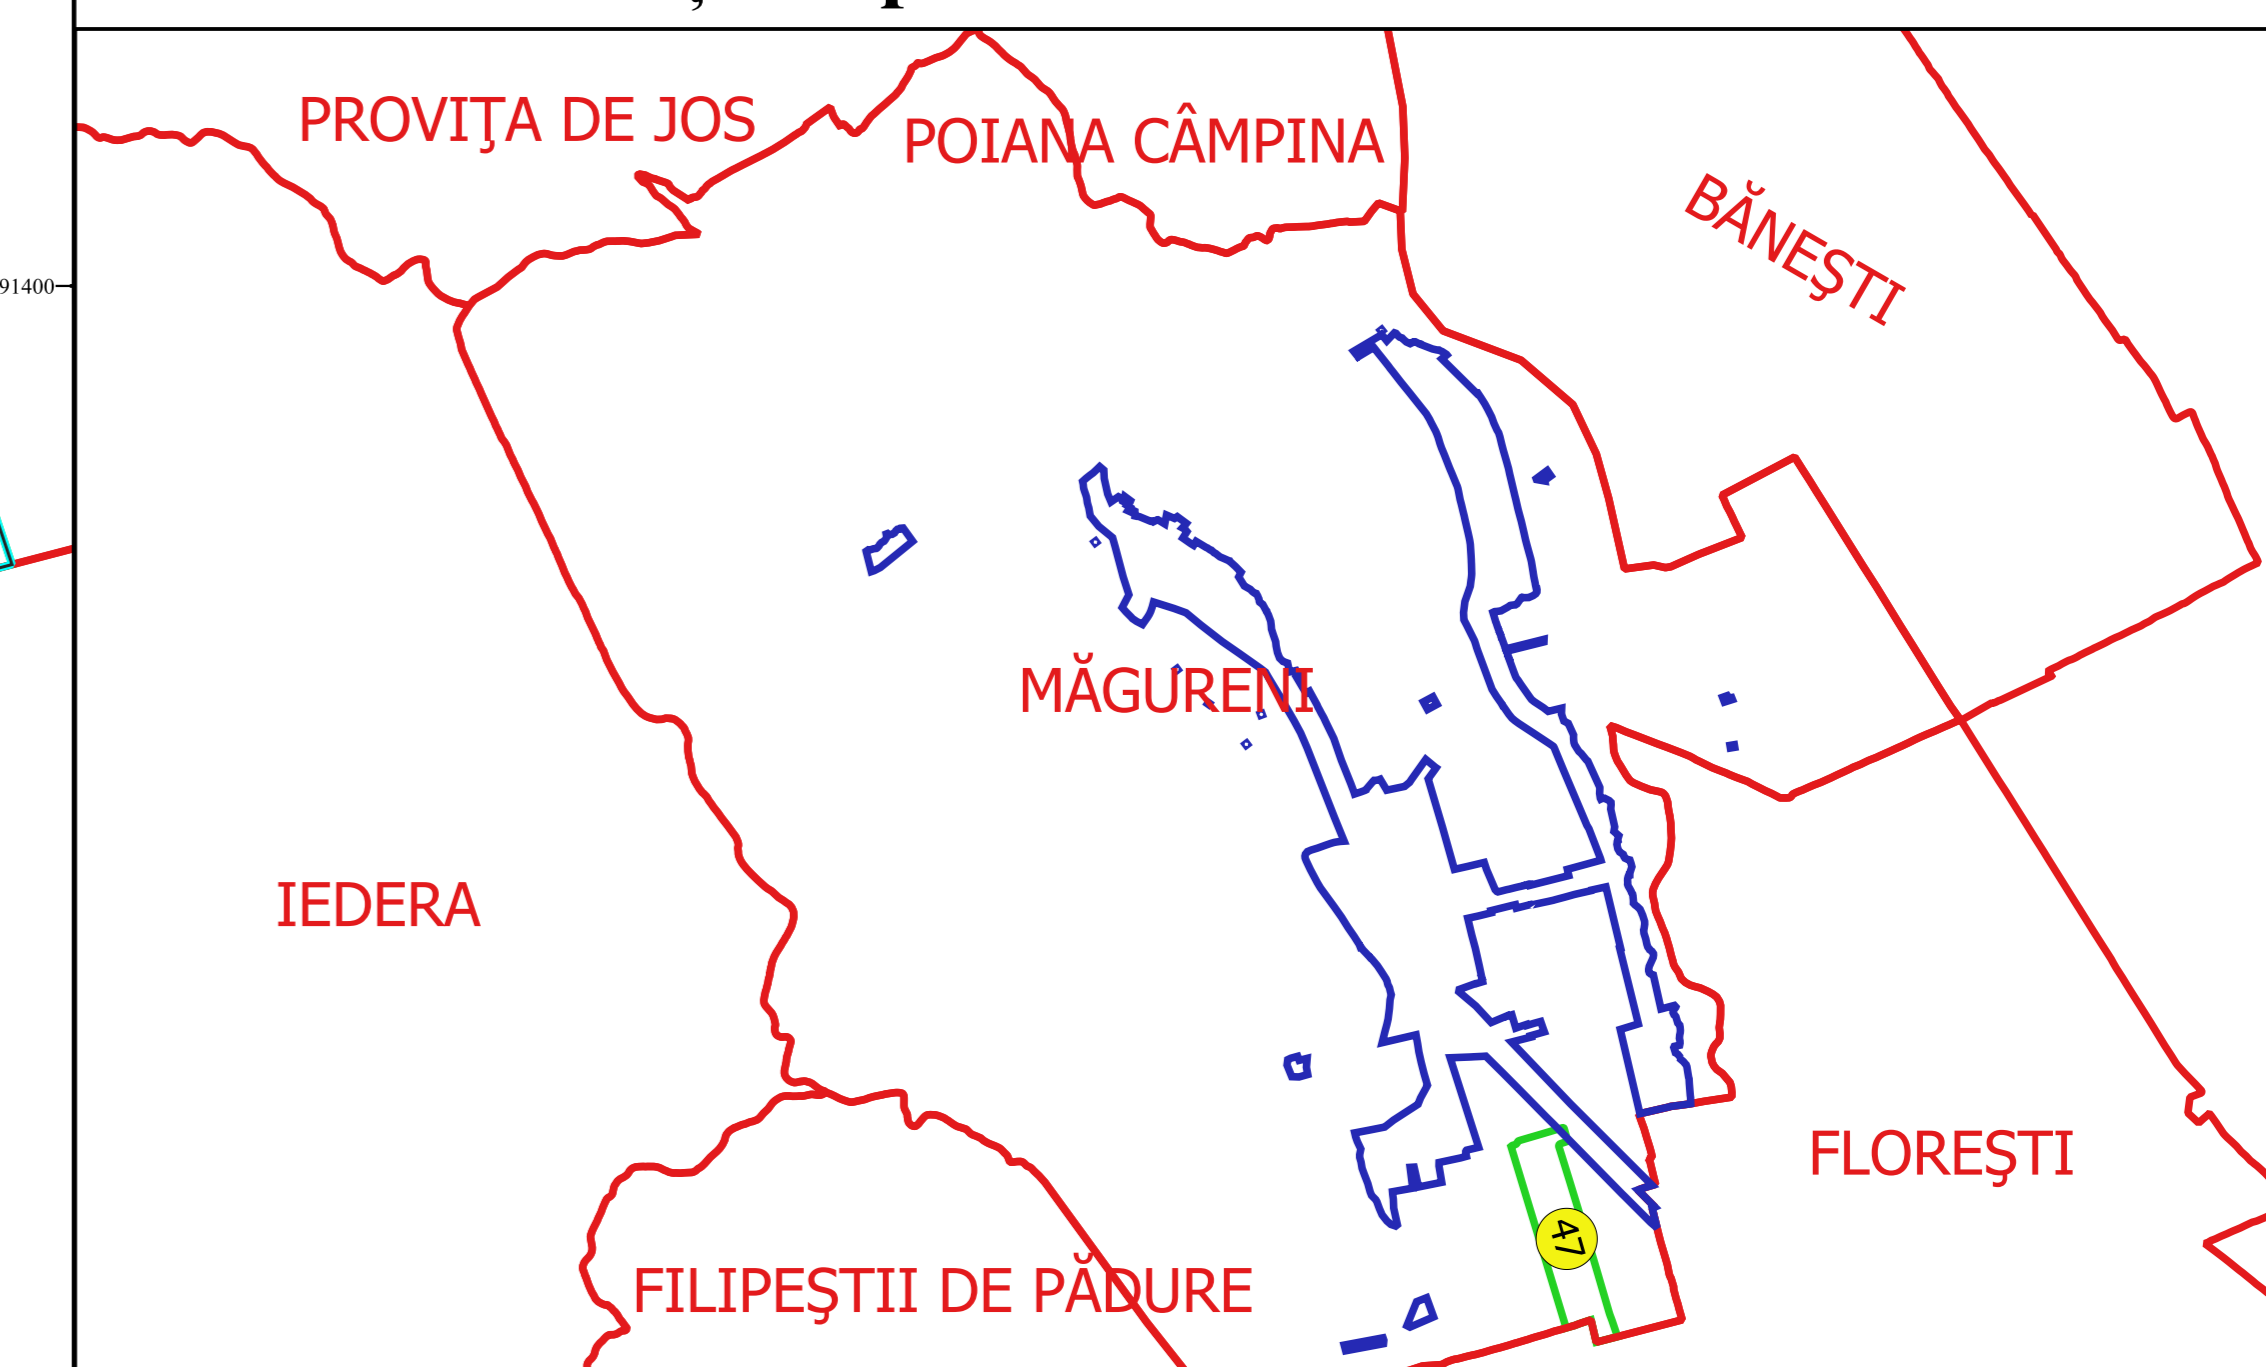 PROVIŢA DE JOS
POIANA CÂMPINA
BĂNEŞTI
91400
MĂGURENI
IEDERA
FLOREŞTI
47
FILIPEŞTII DE PĂDURE